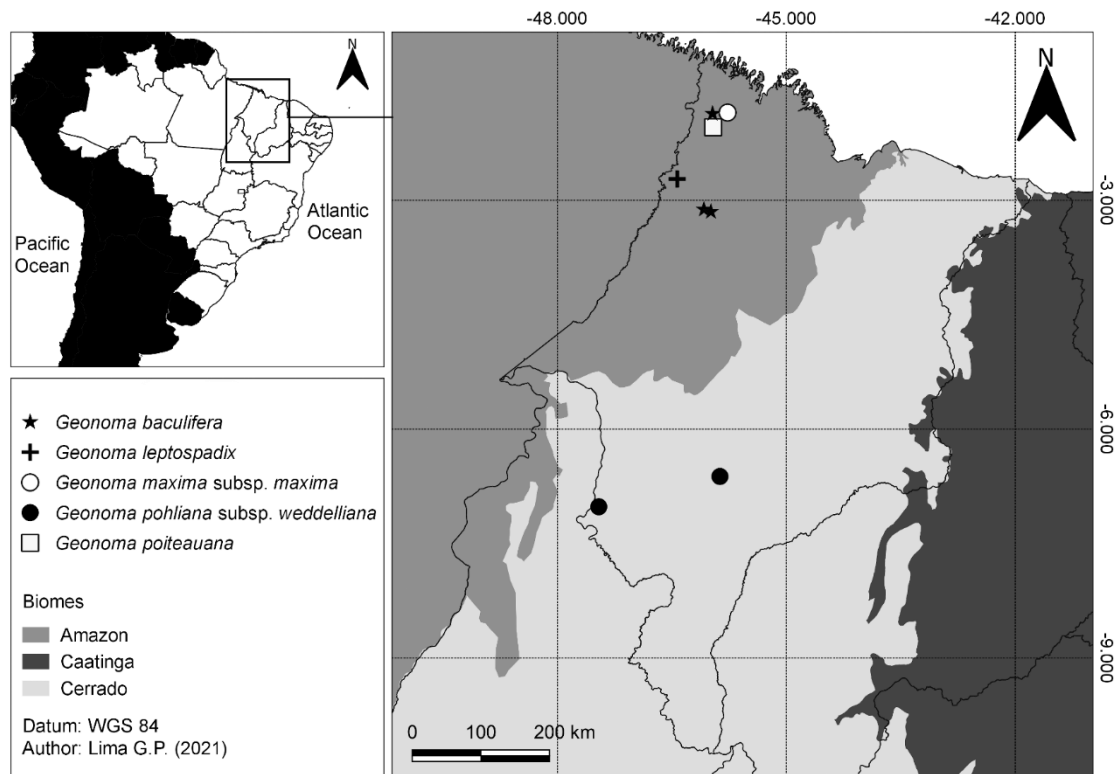 N
Pacific
Ocean
Atlantic
Ocean
★ Geonoma baculifera
Geonoma leptospadix
Geonoma maxima subsp. maxima
Geonoma pohliana subsp. weddelliana
Geonoma poiteauana
Biomes
Amazon
Caatinga
Cerrado
Datum: WGS 84
Author: Lima G.P. (2021)
-48.000 -45.000 -42.000
N
-3.000
-6.000
-9.000
0 100 200 km